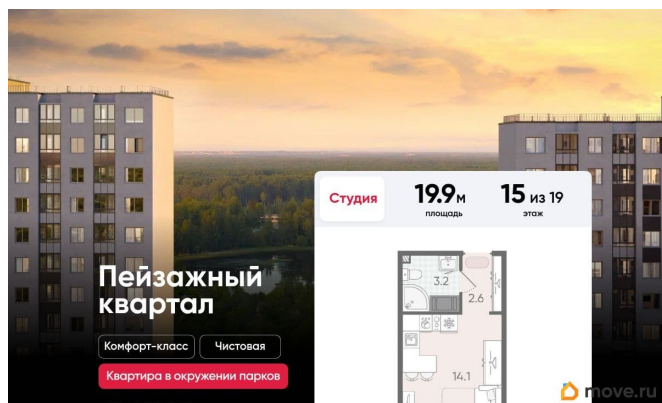 Студия
19.9 м
площадь
15 из 19
этаж
3.2
2.6
14.1
Пейзажный
квартал
Комфорт-класс
Чистовая
Квартира в окружении парков
move.ru